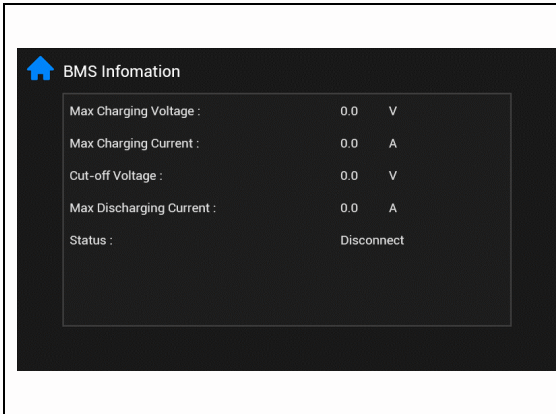 BMS Infomation
Max Charging Voltage : 0.0 V
Max Charging Current : 0.0 A
Cut-off Voltage : 0.0 V
Max Discharging Current : 0.0 A
Status : Disconnect